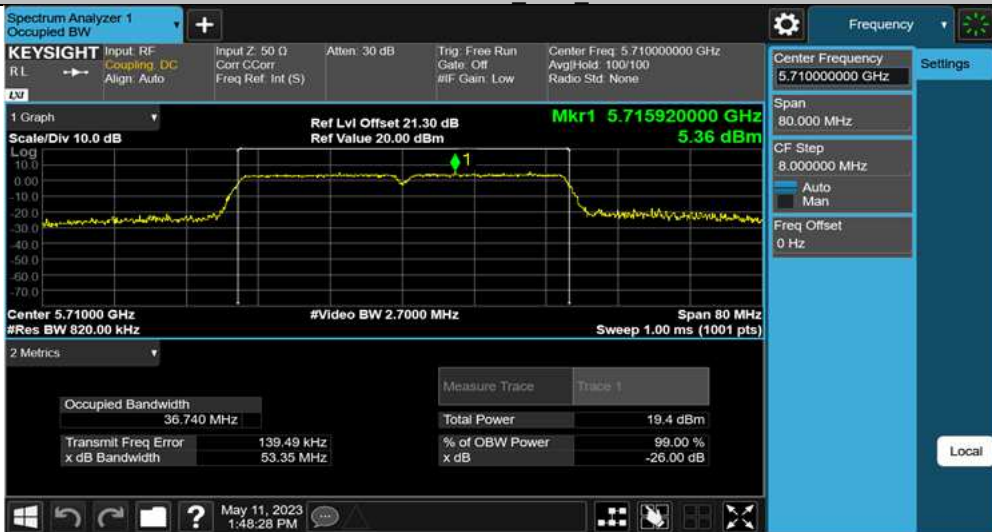 Spectrum Analyzer 1
Occupied BW
+
Frequency
KEYSIGHT
RL
LXI
Input: RF
Coupling: DC
Align: Auto
Input Z: 50 Ω
Corr CCorr
Freq Ref: Int (S)
Atten: 30 dB
Trig: Free Run
Gate: Off
#IF Gain: Low
Center Freq: 5.710000000 GHz
Avg|Hold: 100/100
Radio Std: None
Center Frequency
5.710000000 GHz
Settings
Span
80.000 MHz
CF Step
8.000000 MHz
Auto
Man
Freq Offset
0 Hz
Local
1 Graph
Scale/Div 10.0 dB
Ref Lvl Offset 21.30 dB
Ref Value 20.00 dBm
Mkr1 5.715920000 GHz
5.36 dBm
Log
10.0
0.00
-10.0
-20.0
-30.0
-40.0
-50.0
-60.0
-70.0
1
Center 5.71000 GHz
#Res BW 820.00 kHz
#Video BW 2.7000 MHz
Span 80 MHz
Sweep 1.00 ms (1001 pts)
2 Metrics
Measure Trace Trace 1
Occupied Bandwidth
36.740 MHz
Total Power 19.4 dBm
Transmit Freq Error 139.49 kHz
% of OBW Power 99.00 %
x dB Bandwidth 53.35 MHz
x dB -26.00 dB
?
May 11, 2023
1:48:28 PM